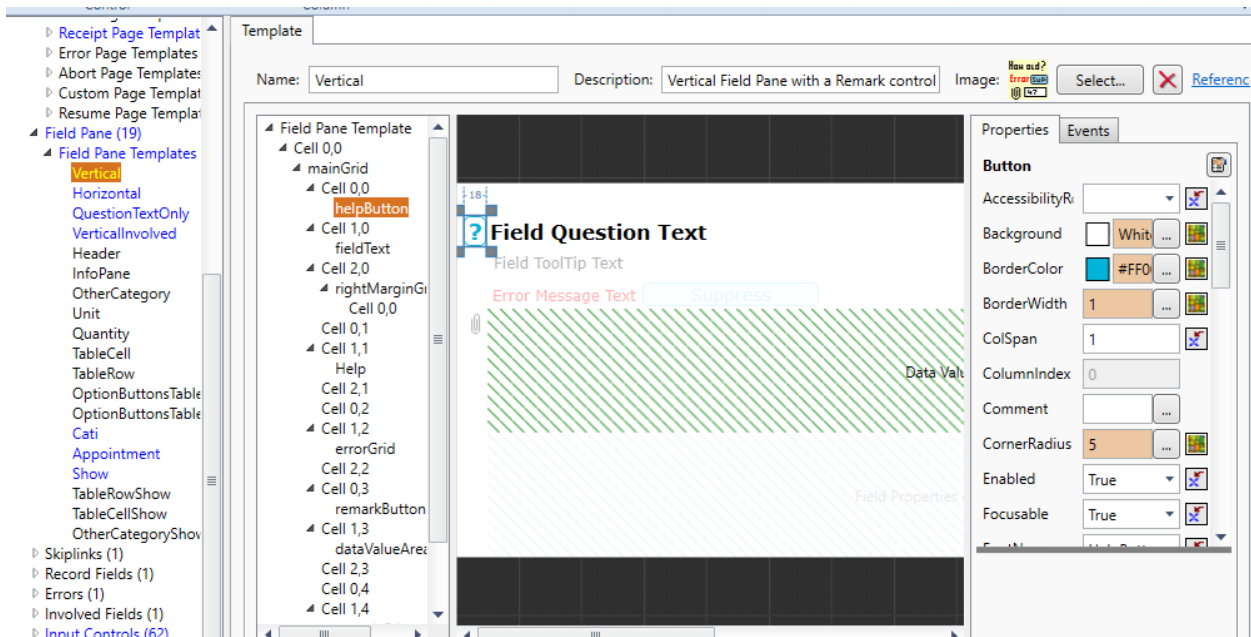 Control
Column
Receipt Page Templat
Error Page Templates
Abort Page Templates
Custom Page Templat
Resume Page Templat
Field Pane (19)
Field Pane Templates
Vertical
Horizontal
QuestionTextOnly
VerticalInvolved
Header
InfoPane
OtherCategory
Unit
Quantity
TableCell
TableRow
OptionButtonsTable
OptionButtonsTable
Cati
Appointment
Show
TableRowShow
TableCellShow
OtherCategoryShow
Skiplinks (1)
Record Fields (1)
Errors (1)
Involved Fields (1)
Input Controls (62)
Template
Name: Vertical Description: Vertical Field Pane with a Remark control Image: How old? Error Sup 47 Select... Referenc
Field Pane Template
Cell 0,0
mainGrid
Cell 0,0
helpButton
Cell 1,0
fieldText
Cell 2,0
rightMarginGr
Cell 0,0
Cell 0,1
Cell 1,1
Help
Cell 2,1
Cell 0,2
Cell 1,2
errorGrid
Cell 2,2
Cell 0,3
remarkButton
Cell 1,3
dataValueArea
Cell 2,3
Cell 0,4
Cell 1,4
18
? Field Question Text
Field ToolTip Text
Error Message Text Suppress
Data Valu
Field Properties
Properties Events
Button
AccessibilityRo
Background Whit ...
BorderColor #FF0 ...
BorderWidth 1 ...
ColSpan 1
ColumnIndex 0
Comment ...
CornerRadius 5 ...
Enabled True
Focusable True